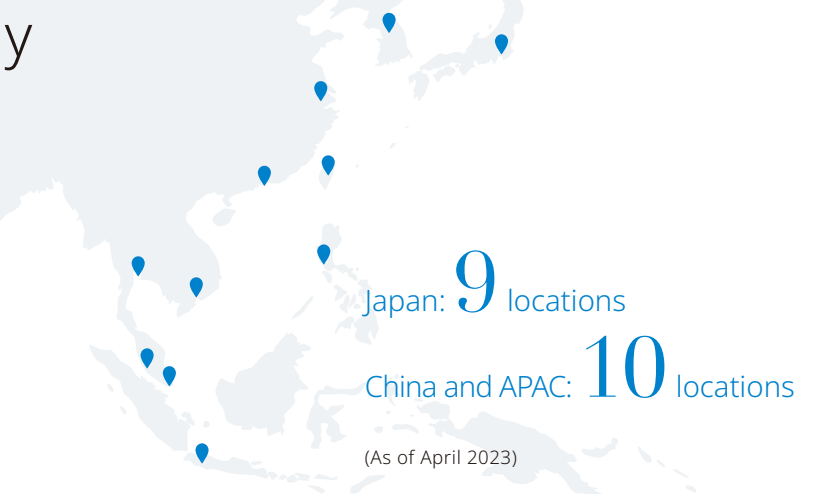 y
Japan: 9 locations
China and APAC: 10 locations
(As of April 2023)